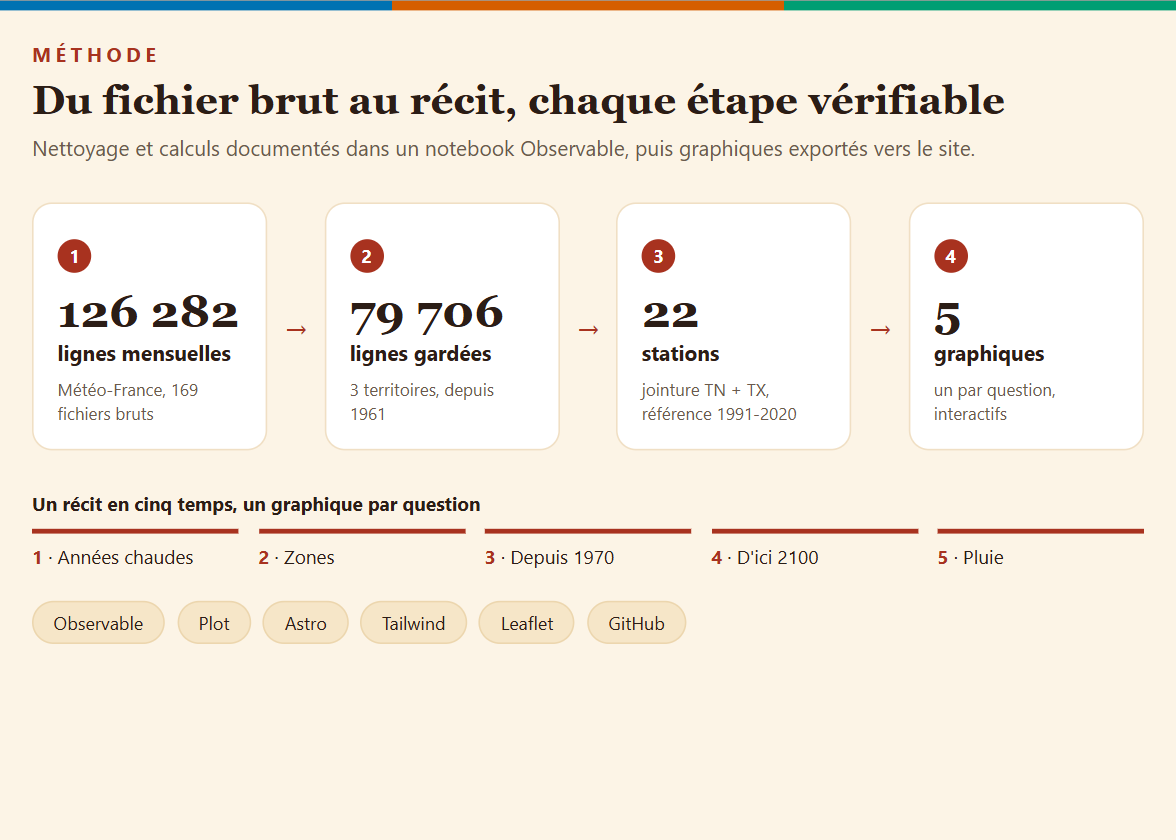 MÉTHODE
Du fichier brut au récit, chaque étape vérifiable
Nettoyage et calculs documentés dans un notebook Observable, puis graphiques exportés vers le site.
1
126 282
lignes mensuelles
Météo-France, 169
fichiers bruts
→
2
79 706
lignes gardées
3 territoires, depuis
1961
→
3
22
stations
jointure TN + TX,
référence 1991-2020
→
4
5
graphiques
un par question,
interactifs
Un récit en cinq temps, un graphique par question
1 · Années chaudes
2 · Zones
3 · Depuis 1970
4 · D'ici 2100
5 · Pluie
Observable
Plot
Astro
Tailwind
Leaflet
GitHub